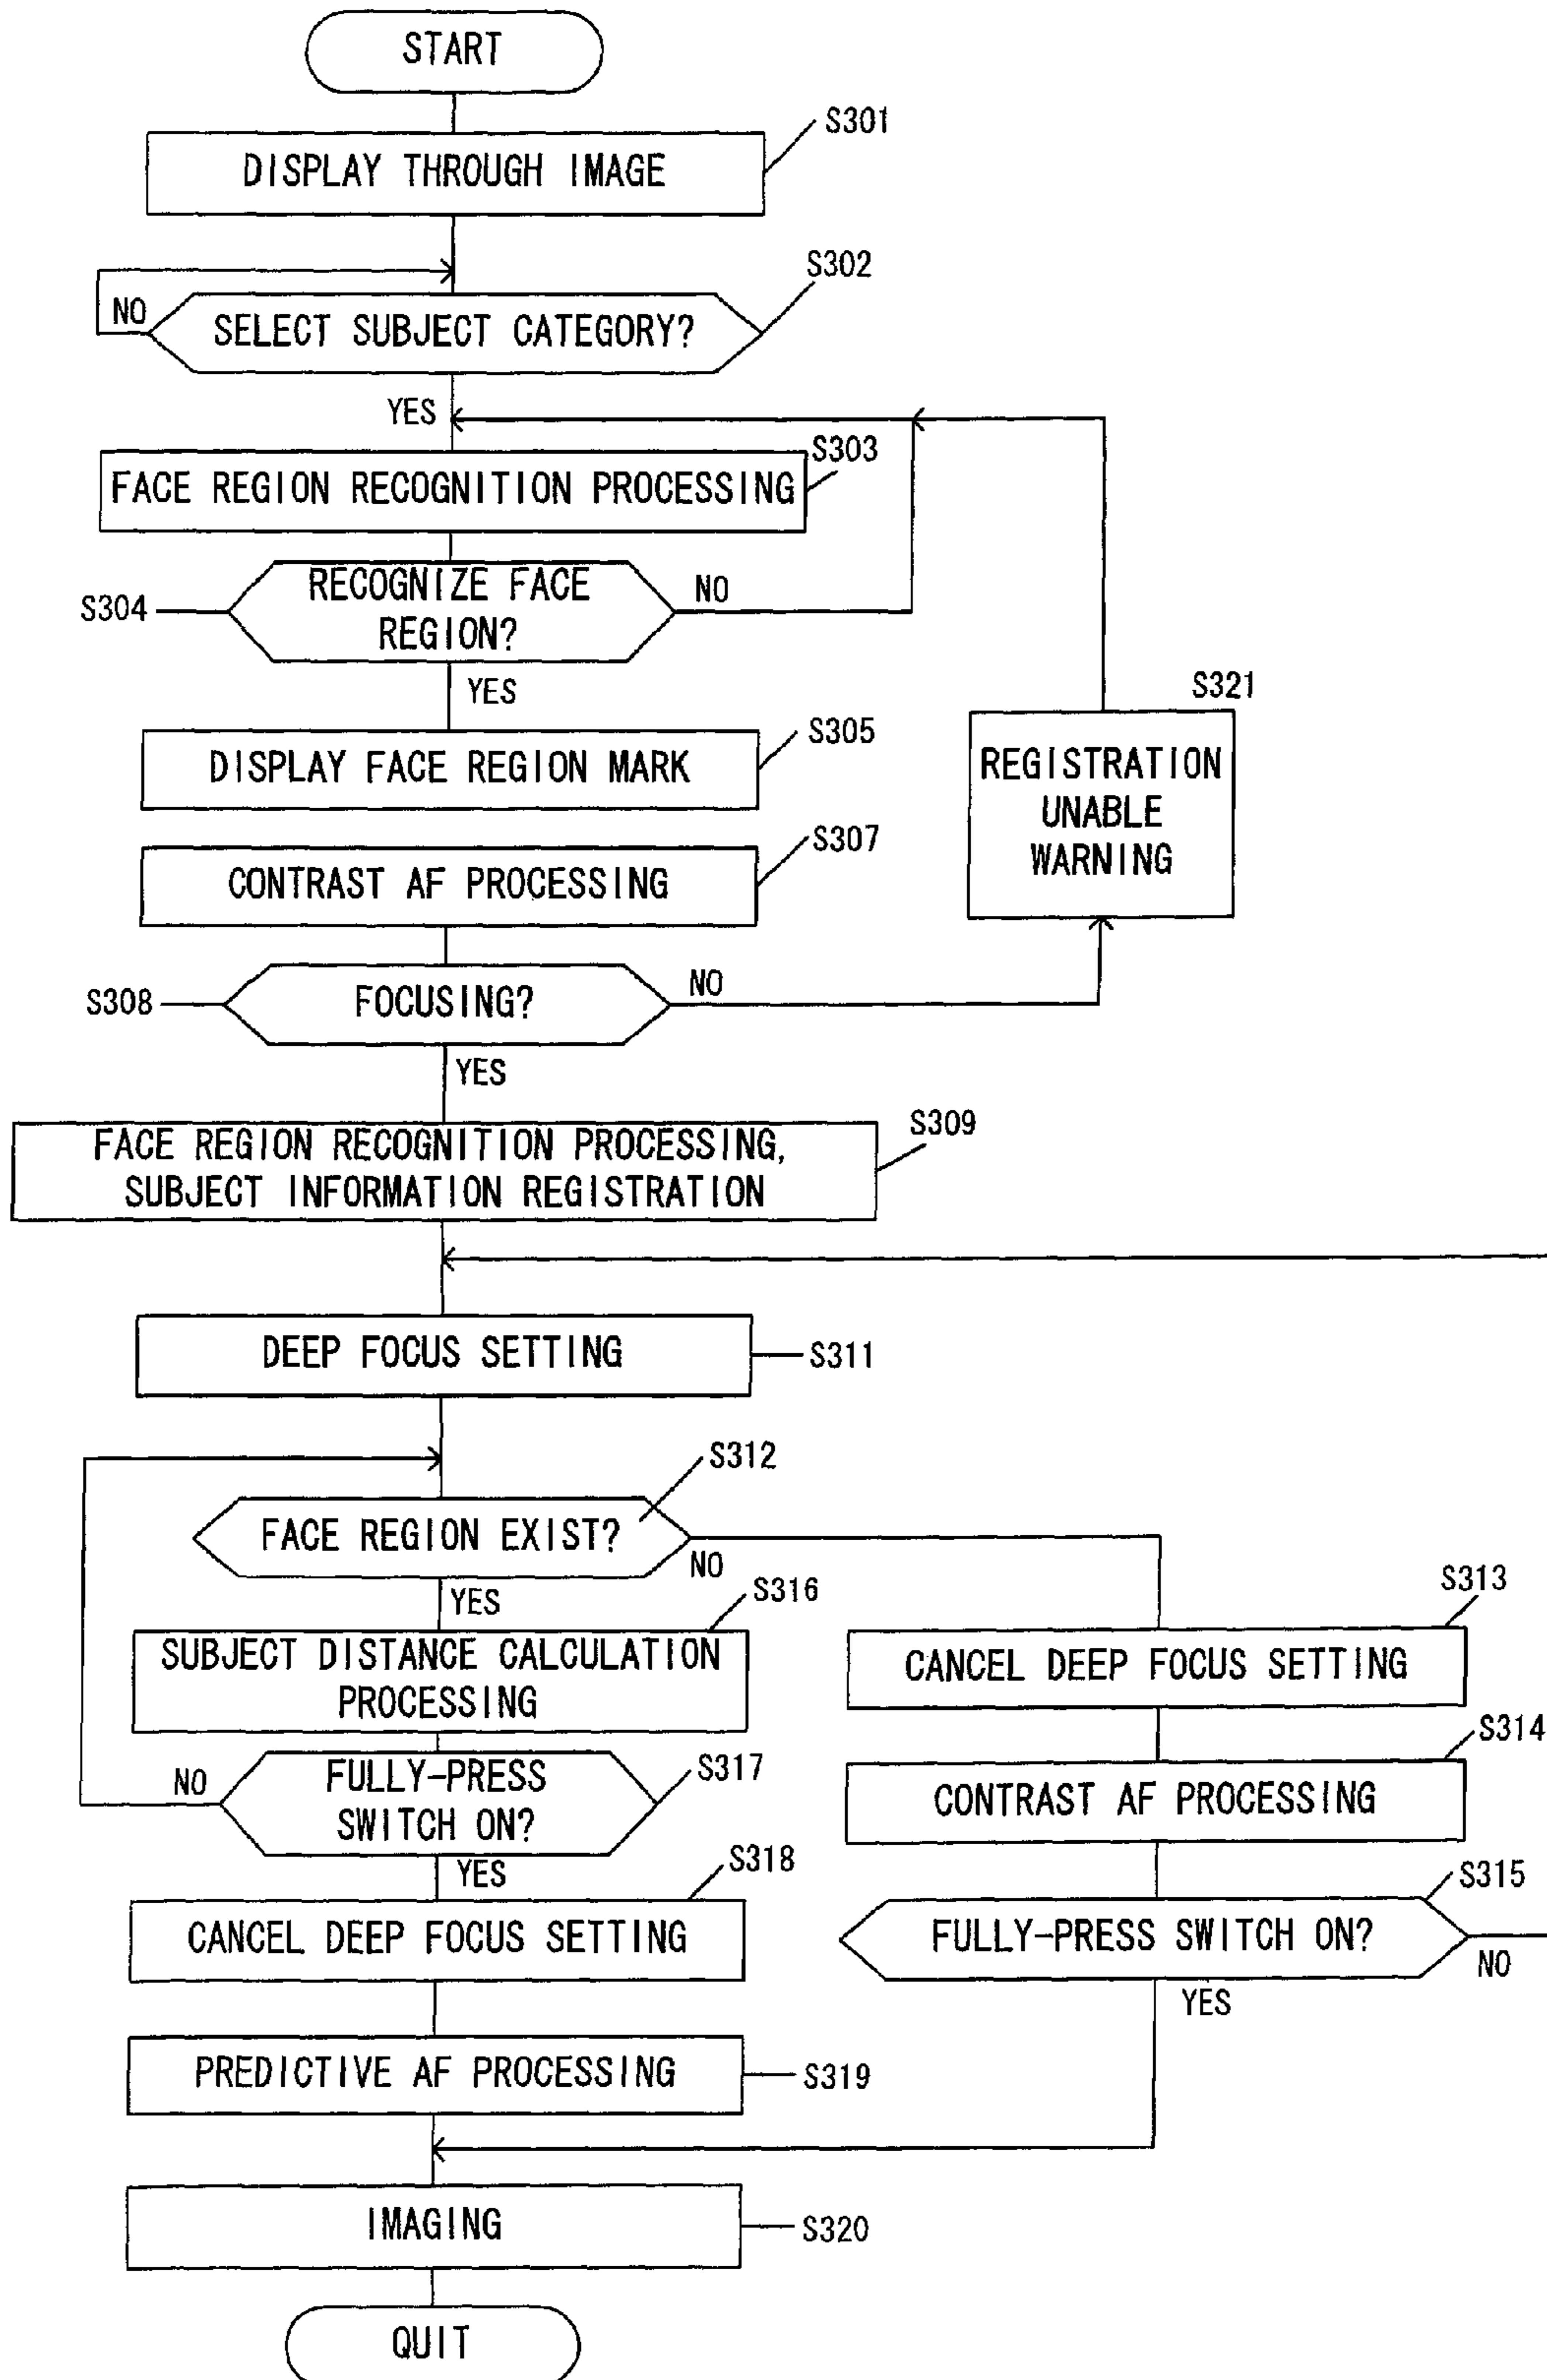 START
S301
DISPLAY THROUGH IMAGE
S302
NO
SELECT SUBJECT CATEGORY?
YES
S303
FACE REGION RECOGNITION PROCESSING
S304
RECOGNIZE FACE
REGION?
NO
YES
S321
REGISTRATION
UNABLE
WARNING
S305
DISPLAY FACE REGION MARK
S307
CONTRAST AF PROCESSING
S308
FOCUSING?
NO
YES
S309
FACE REGION RECOGNITION PROCESSING,
SUBJECT INFORMATION REGISTRATION
DEEP FOCUS SETTING
S311
S312
FACE REGION EXIST?
NO
YES
S316
SUBJECT DISTANCE CALCULATION
PROCESSING
S313
CANCEL DEEP FOCUS SETTING
S314
CONTRAST AF PROCESSING
NO
FULLY-PRESS
SWITCH ON?
S317
YES
S315
FULLY-PRESS SWITCH ON?
NO
YES
S318
CANCEL DEEP FOCUS SETTING
PREDICTIVE AF PROCESSING
S319
IMAGING
S320
QUIT